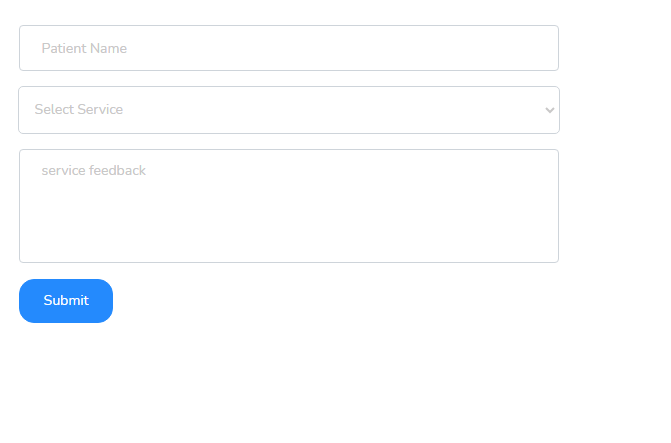 Patient Name
Select Service
service feedback
Submit